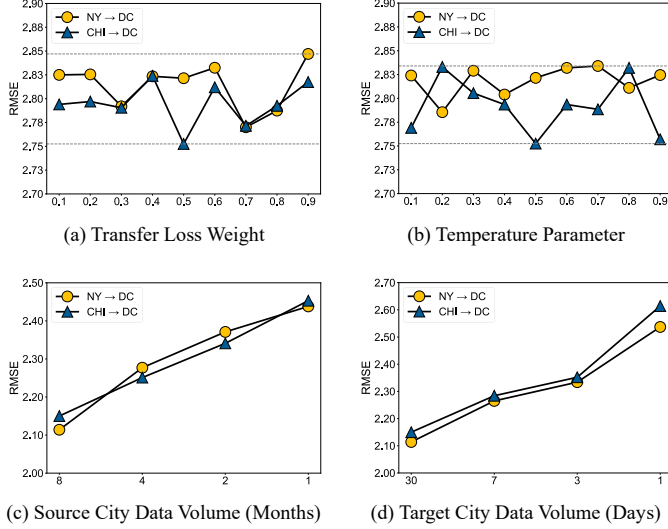 2.88
2.85
2.83
2.80
2.78
2.75
2.73
2.70
RMSE
NY → DC
CHI → DC
0.1 0.2 0.3 0.4 0.5 0.6 0.7 0.8 0.9
(a) Transfer Loss Weight
2.88
2.85
2.83
2.80
2.78
2.75
2.73
2.70
RMSE
NY → DC
CHI → DC
0.1 0.2 0.3 0.4 0.5 0.6 0.7 0.8 0.9
(b) Temperature Parameter
2.50
2.40
2.30
2.20
2.10
2.00
RMSE
NY → DC
CHI → DC
8 4 2 1
(c) Source City Data Volume (Months)
2.70
2.60
2.50
2.40
2.30
2.20
2.10
2.00
RMSE
NY → DC
CHI → DC
30 7 3 1
(d) Target City Data Volume (Days)